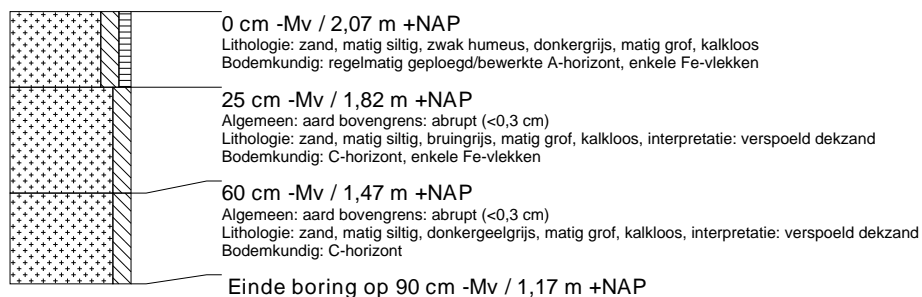 0 cm -Mv / 2,07 m +NAP
Lithologie: zand, matig siltig, zwak humeus, donkergrijs, matig grof, kalkloos
Bodemkundig: regelmatig geploegd/bewerkte A-horizont, enkele Fe-vlekken
25 cm -Mv / 1,82 m +NAP
Algemeen: aard bovengrens: abrupt (<0,3 cm)
Lithologie: zand, matig siltig, bruingrijs, matig grof, kalkloos, interpretatie: verspoeld dekzand
Bodemkundig: C-horizont, enkele Fe-vlekken
60 cm -Mv / 1,47 m +NAP
Algemeen: aard bovengrens: abrupt (<0,3 cm)
Lithologie: zand, matig siltig, donkergeelgrijs, matig grof, kalkloos, interpretatie: verspoeld dekzand
Bodemkundig: C-horizont
Einde boring op 90 cm -Mv / 1,17 m +NAP